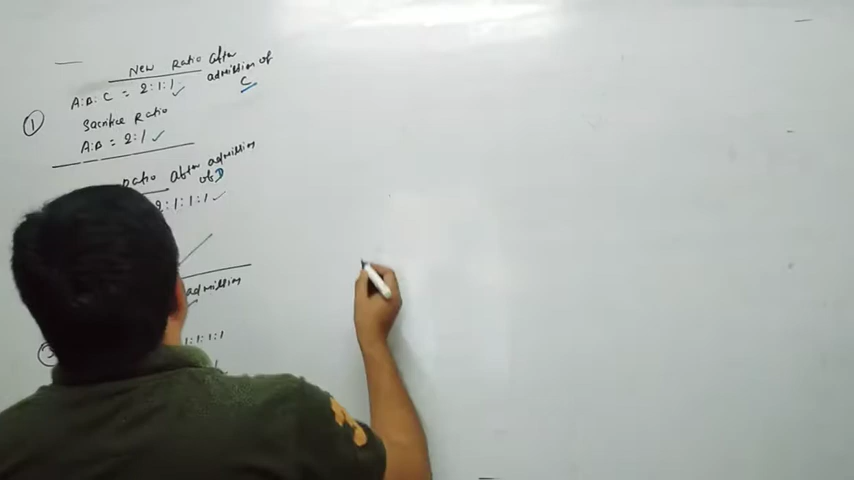 New Ratio after
admission of
C
A:B:C = 2:1:1
①
Sacrifice Ratio
A:B = 2:1
Ratio After admission
of D
2:1:1:1
admission
1:1:1:1